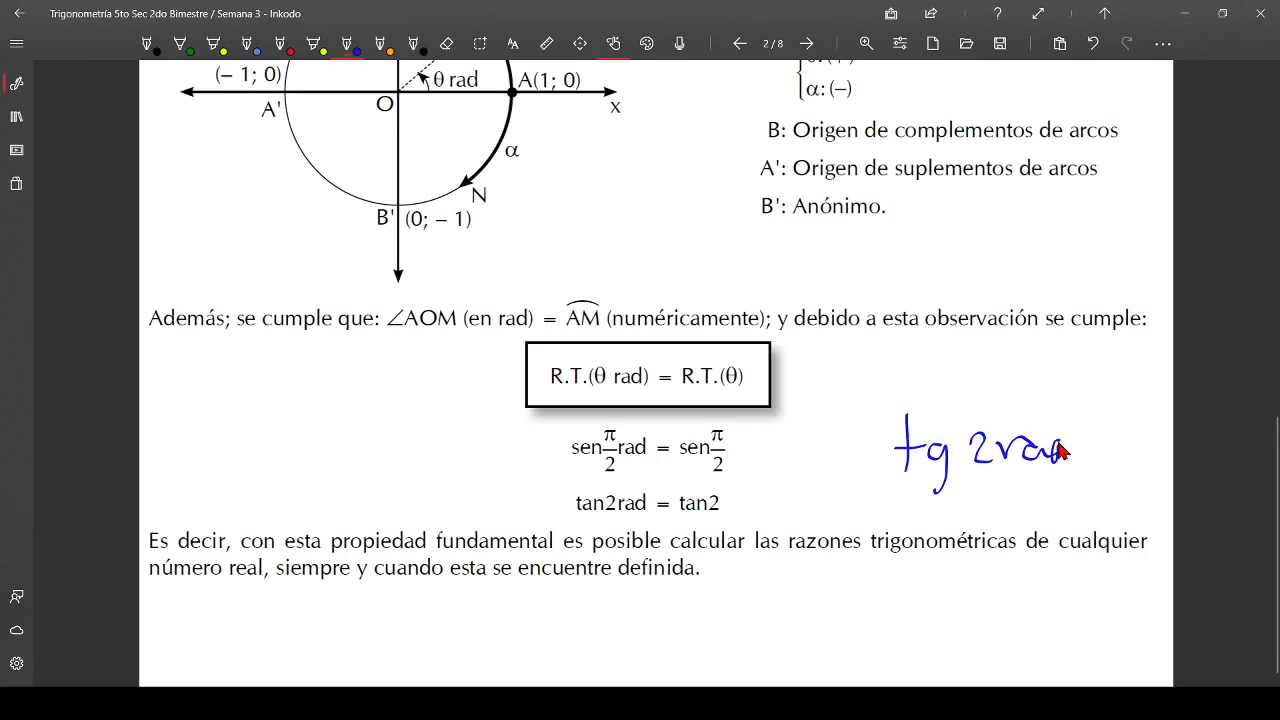 Trigonometría 5to Sec 2do Bimestre / Semana 3 - Inkodo
2/8
(− 1; 0)
θ rad
A(1; 0)
A'
O
x
α
N
B'
(0; − 1)
α: (−)
B: Origen de complementos de arcos
A': Origen de suplementos de arcos
B': Anónimo.
Además; se cumple que: ∠AOM (en rad) = AM (numéricamente); y debido a esta observación se cumple:
R.T.(θ rad) = R.T.(θ)
sen π/2 rad = sen π/2
tg 2rad
tan2rad = tan2
Es decir, con esta propiedad fundamental es posible calcular las razones trigonométricas de cualquier
número real, siempre y cuando esta se encuentre definida.